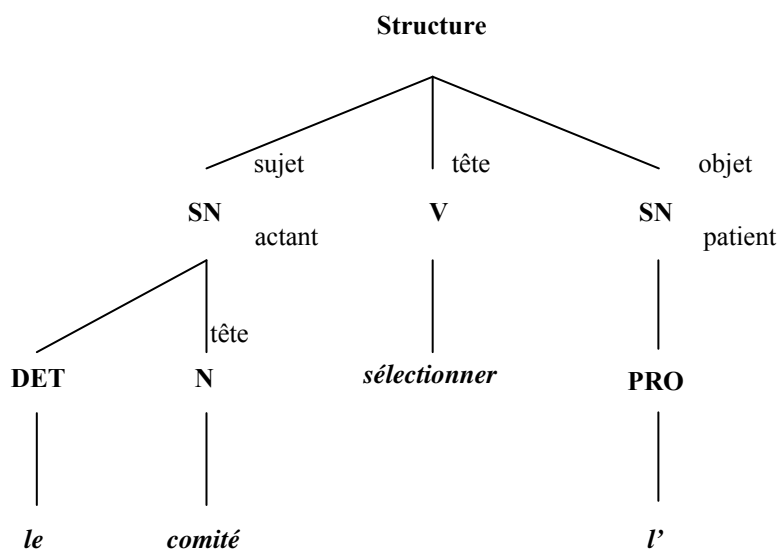 Structure
sujet tête objet
SN V SN
actant patient
tête
DET N sélectionner PRO
le comité l’